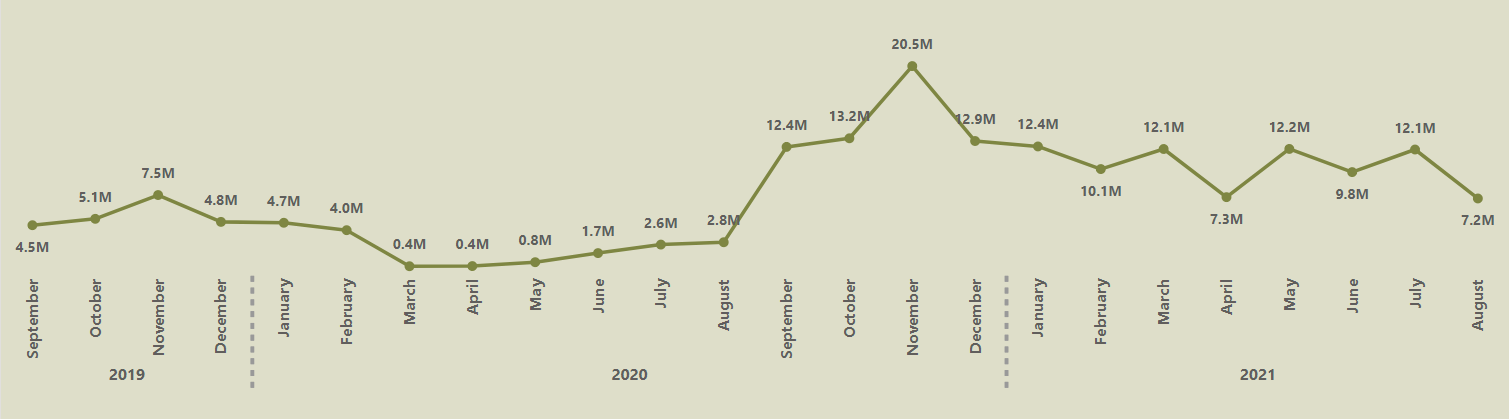 20.5M
13.2M
12.9M
12.4M
12.4M
12.1M
12.2M
12.1M
7.5M
10.1M
9.8M
5.1M
4.8M
4.7M
4.0M
7.3M
7.2M
4.5M
0.4M
0.4M
0.8M
1.7M
2.6M
2.8M
September
October
November
December
January
February
March
April
May
June
July
August
September
October
November
December
January
February
March
April
May
June
July
August
2019
2020
2021